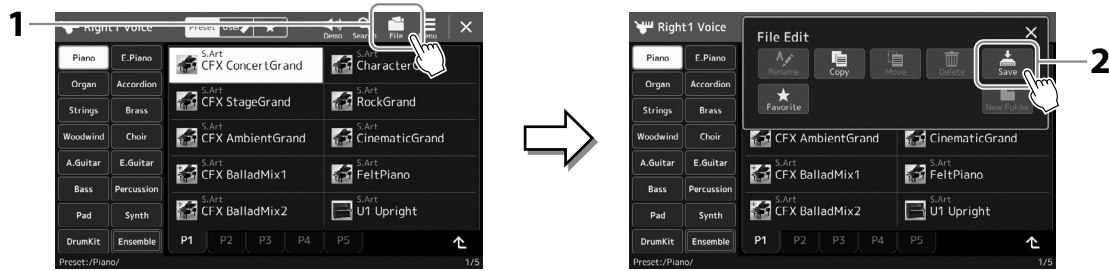 1
Right1 Voice
Preset User
Demo Search File Menu
Piano E.Piano
Organ Accordion
Strings Brass
Woodwind Choir
A.Guitar E.Guitar
Bass Percussion
Pad Synth
DrumKit Ensemble
S.Art
CFX ConcertGrand
S.Art
Character
S.Art
CFX StageGrand
S.Art
RockGrand
S.Art
CFX AmbientGrand
S.Art
CinematicGrand
S.Art
CFX BalladMix1
S.Art
FeltPiano
S.Art
CFX BalladMix2
S.Art
U1 Upright
P1 P2 P3 P4 P5
Preset:/Piano/ 1/5
2
Right1 Voice
File Edit
Rename Copy Move Delete Save
Favorite New Folder
Piano E.Piano
Organ Accordion
Strings Brass
Woodwind Choir
A.Guitar E.Guitar
Bass Percussion
Pad Synth
DrumKit Ensemble
CFX AmbientGrand
CinematicGrand
S.Art
CFX BalladMix1
S.Art
FeltPiano
S.Art
CFX BalladMix2
S.Art
U1 Upright
P1 P2 P3 P4 P5
Preset:/Piano/ 1/5